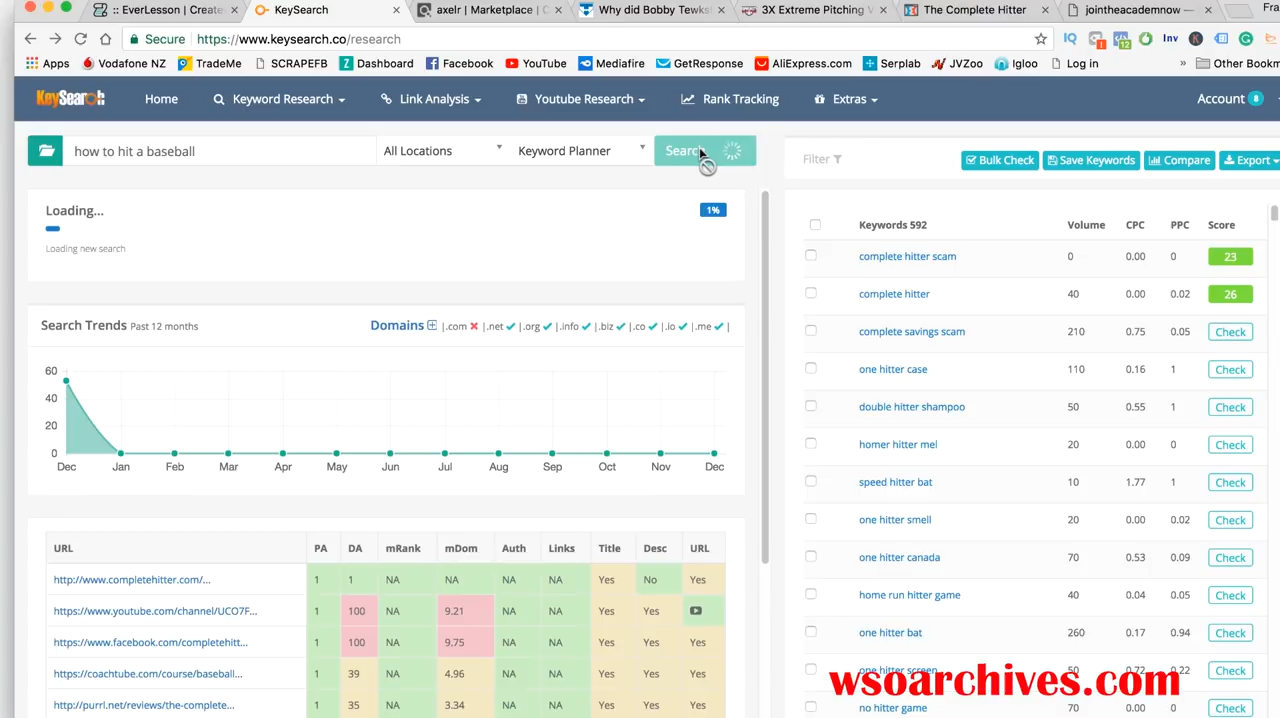 :: EverLesson | Create
KeySearch
axelr | Marketplace | C
Why did Bobby Tewks
3X Extreme Pitching V
The Complete Hitter
jointheacademnow —
Fra
Secure https://www.keysearch.co/research
Apps Vodafone NZ TradeMe SCRAPEFB Dashboard Facebook YouTube Mediafire GetResponse AliExpress.com Serplab JVZoo Igloo Log in » Other Bookm
KeySearch Home Keyword Research Link Analysis Youtube Research Rank Tracking Extras Account 8
how to hit a baseball All Locations Keyword Planner Search
Filter Bulk Check Save Keywords Compare Export
Loading... 1%
Loading new search
Search Trends Past 12 months Domains |.com |.net |.org |.info |.biz |.co |.io |.me |
60
40
20
0
Dec Jan Feb Mar Apr May Jun Jul Aug Sep Oct Nov Dec
URL PA DA mRank mDom Auth Links Title Desc URL
http://www.completehitter.com/... 1 1 NA NA NA NA Yes No Yes
https://www.youtube.com/channel/UCO7F... 1 100 NA 9.21 NA NA Yes Yes
https://www.facebook.com/completehitt... 1 100 NA 9.75 NA NA Yes Yes Yes
https://coachtube.com/course/baseball... 1 39 NA 4.96 NA NA Yes Yes Yes
http://purrl.net/reviews/the-complete... 1 35 NA 3.34 NA NA Yes Yes Yes
Keywords 592 Volume CPC PPC Score
complete hitter scam 0 0.00 0 23
complete hitter 40 0.00 0.02 26
complete savings scam 210 0.75 0.05 Check
one hitter case 110 0.16 1 Check
double hitter shampoo 50 0.55 1 Check
homer hitter mel 20 0.00 0 Check
speed hitter bat 10 1.77 1 Check
one hitter smell 20 0.00 0.02 Check
one hitter canada 70 0.53 0.09 Check
home run hitter game 40 0.04 0.05 Check
one hitter bat 260 0.17 0.94 Check
one hitter screen 50 0.72 0.22 Check
no hitter game 70 0.00 0 Check
wsoarchives.com